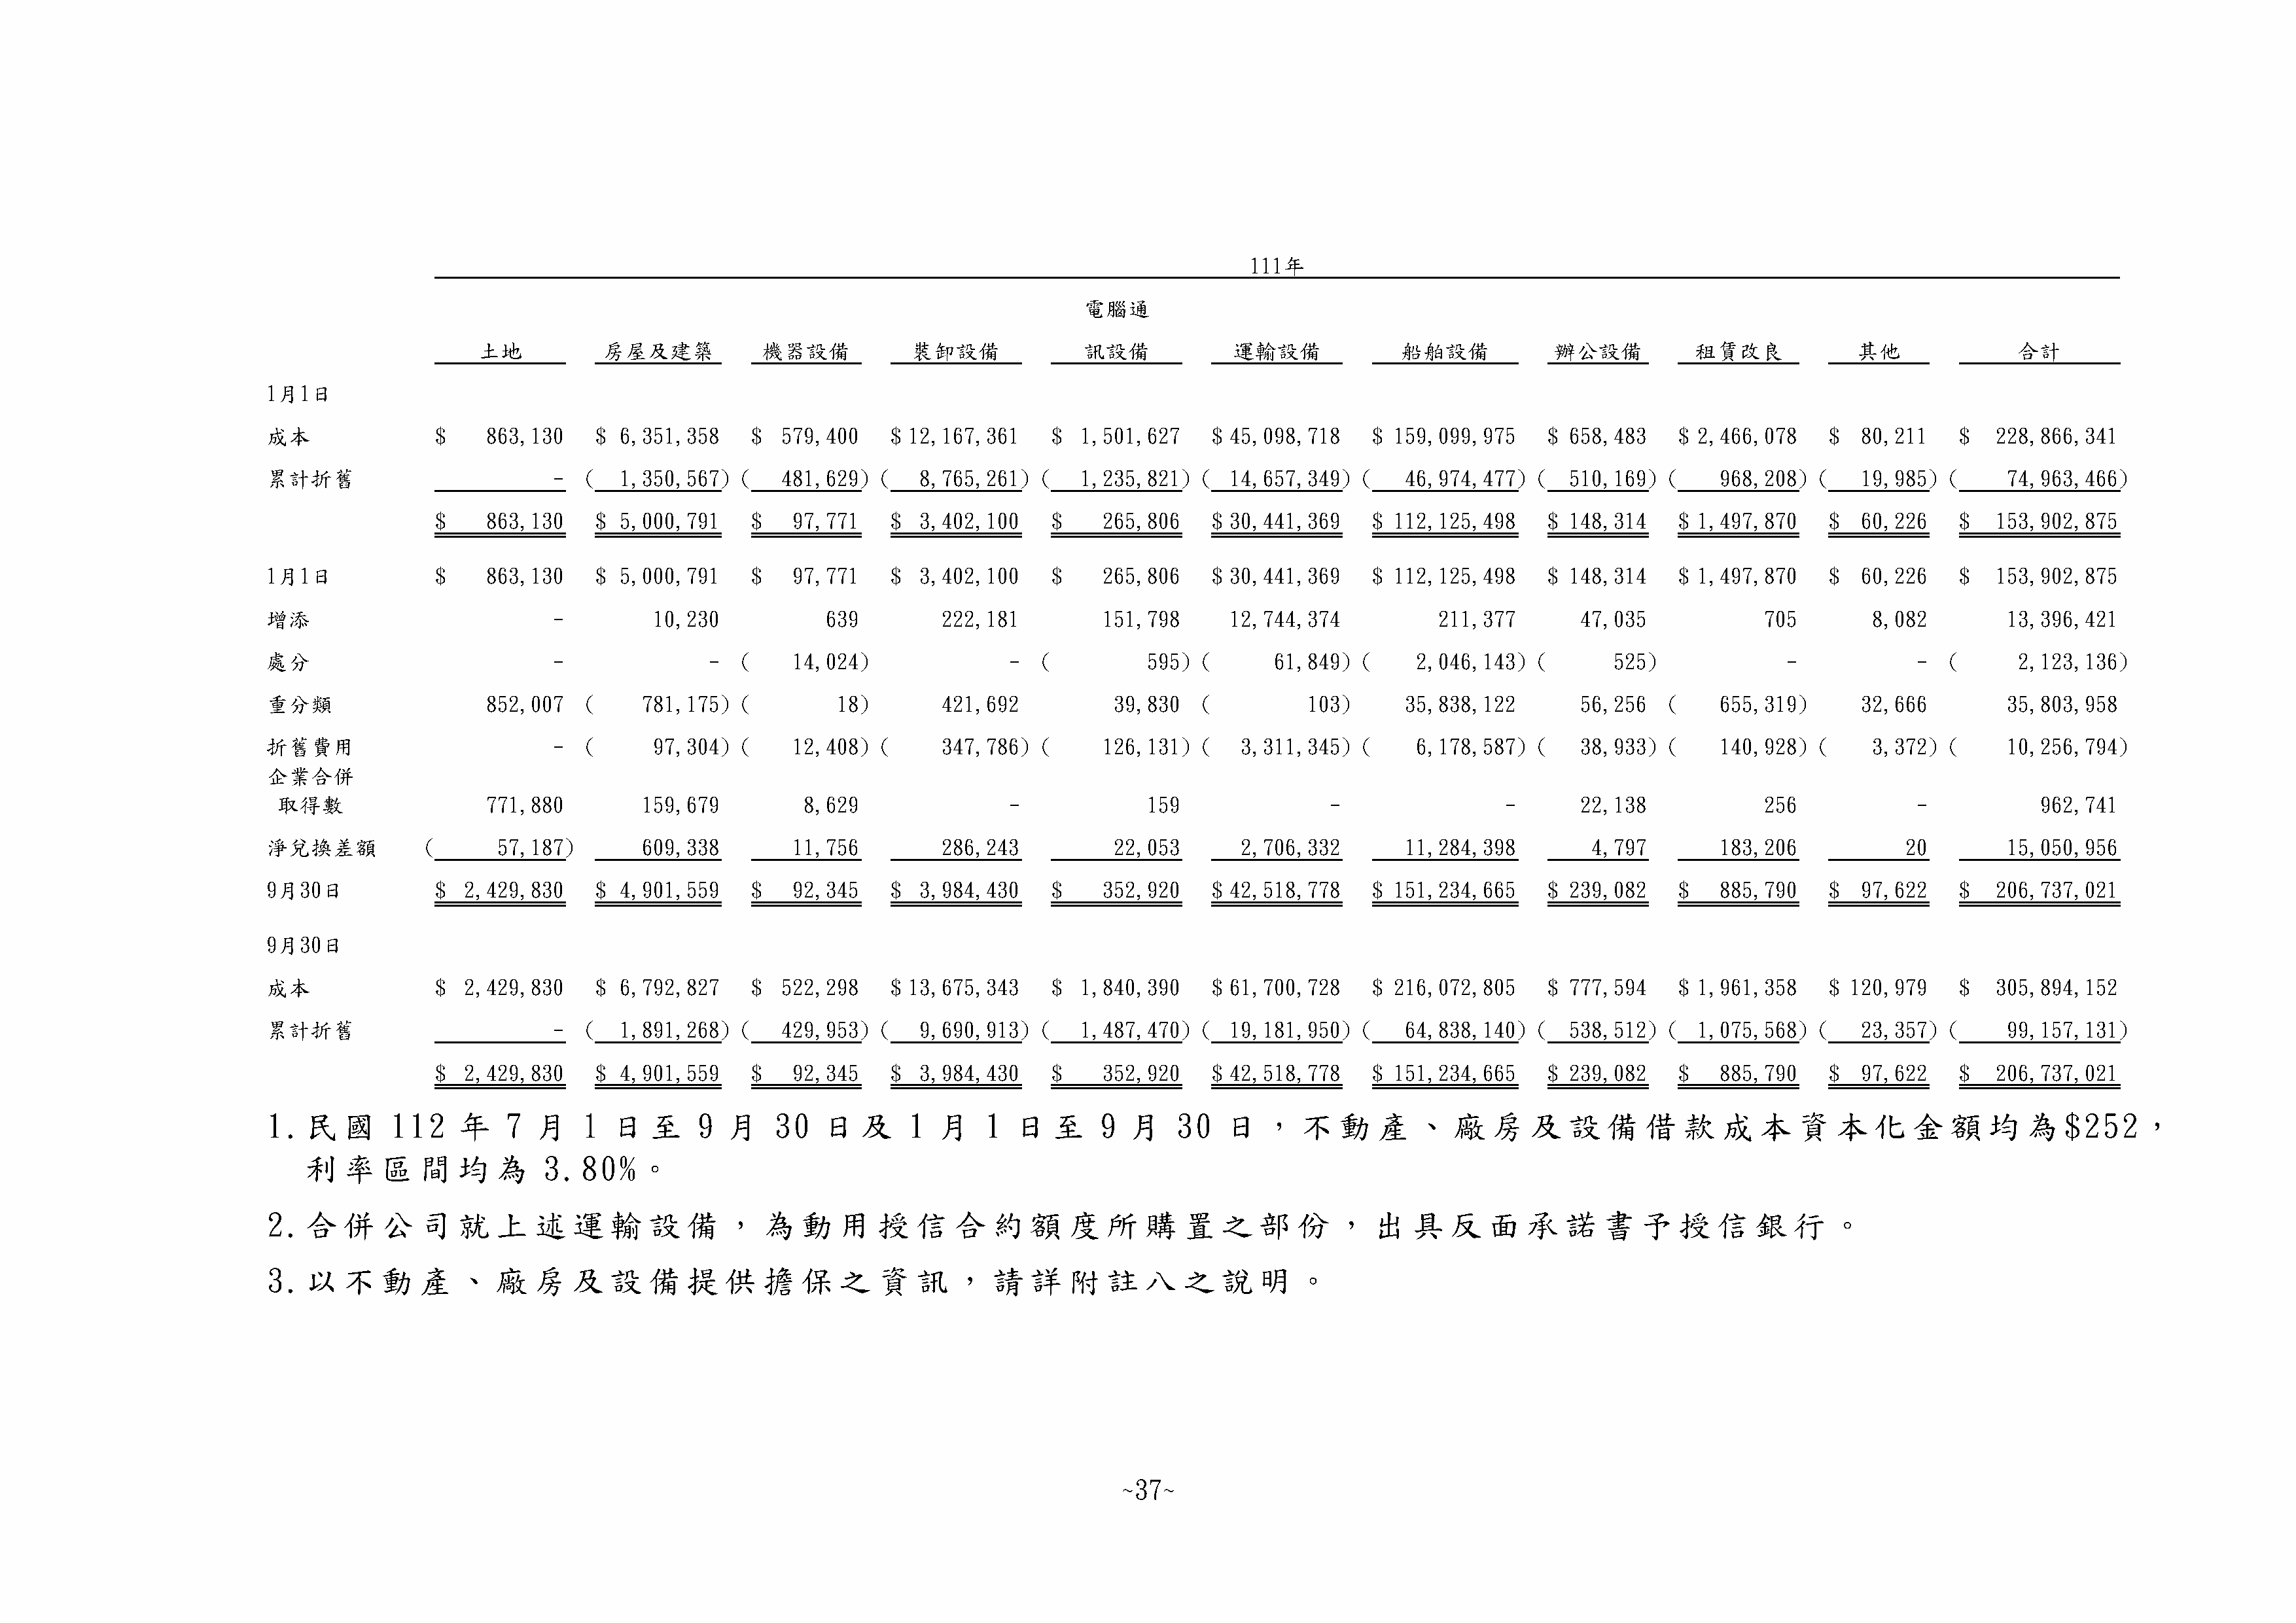 111年
電腦通
土地 房屋及建築 機器設備 裝卸設備 訊設備 運輸設備 船舶設備 辦公設備 租賃改良 其他 合計
1月1日
成本 $ 863,130 $ 6,351,358 $ 579,400 $ 12,167,361 $ 1,501,627 $ 45,098,718 $ 159,099,975 $ 658,483 $ 2,466,078 $ 80,211 $ 228,866,341
累計折舊 - ( 1,350,567) ( 481,629) ( 8,765,261) ( 1,235,821) ( 14,657,349) ( 46,974,477) ( 510,169) ( 968,208) ( 19,985) ( 74,963,466)
$ 863,130 $ 5,000,791 $ 97,771 $ 3,402,100 $ 265,806 $ 30,441,369 $ 112,125,498 $ 148,314 $ 1,497,870 $ 60,226 $ 153,902,875
1月1日 $ 863,130 $ 5,000,791 $ 97,771 $ 3,402,100 $ 265,806 $ 30,441,369 $ 112,125,498 $ 148,314 $ 1,497,870 $ 60,226 $ 153,902,875
增添 - 10,230 639 222,181 151,798 12,744,374 211,377 47,035 705 8,082 13,396,421
處分 - - ( 14,024) - ( 595) ( 61,849) ( 2,046,143) ( 525) - - ( 2,123,136)
重分類 852,007 ( 781,175) ( 18) 421,692 39,830 ( 103) 35,838,122 56,256 ( 655,319) 32,666 35,803,958
折舊費用 - ( 97,304) ( 12,408) ( 347,786) ( 126,131) ( 3,311,345) ( 6,178,587) ( 38,933) ( 140,928) ( 3,372) ( 10,256,794)
企業合併
取得數 771,880 159,679 8,629 - 159 - - 22,138 256 - 962,741
淨兌換差額 ( 57,187) 609,338 11,756 286,243 22,053 2,706,332 11,284,398 4,797 183,206 20 15,050,956
9月30日 $ 2,429,830 $ 4,901,559 $ 92,345 $ 3,984,430 $ 352,920 $ 42,518,778 $ 151,234,665 $ 239,082 $ 885,790 $ 97,622 $ 206,737,021
9月30日
成本 $ 2,429,830 $ 6,792,827 $ 522,298 $ 13,675,343 $ 1,840,390 $ 61,700,728 $ 216,072,805 $ 777,594 $ 1,961,358 $ 120,979 $ 305,894,152
累計折舊 - ( 1,891,268) ( 429,953) ( 9,690,913) ( 1,487,470) ( 19,181,950) ( 64,838,140) ( 538,512) ( 1,075,568) ( 23,357) ( 99,157,131)
$ 2,429,830 $ 4,901,559 $ 92,345 $ 3,984,430 $ 352,920 $ 42,518,778 $ 151,234,665 $ 239,082 $ 885,790 $ 97,622 $ 206,737,021
1. 民國 112 年 7 月 1 日至 9 月 30 日及 1 月 1 日至 9 月 30 日，不動產、廠房及設備借款成本資本化金額均為$252，
利率區間均為 3.80%。
2. 合併公司就上述運輸設備，為動用授信合約額度所購置之部份，出具反面承諾書予授信銀行。
3. 以不動產、廠房及設備提供擔保之資訊，請詳附註八之說明。
~37~